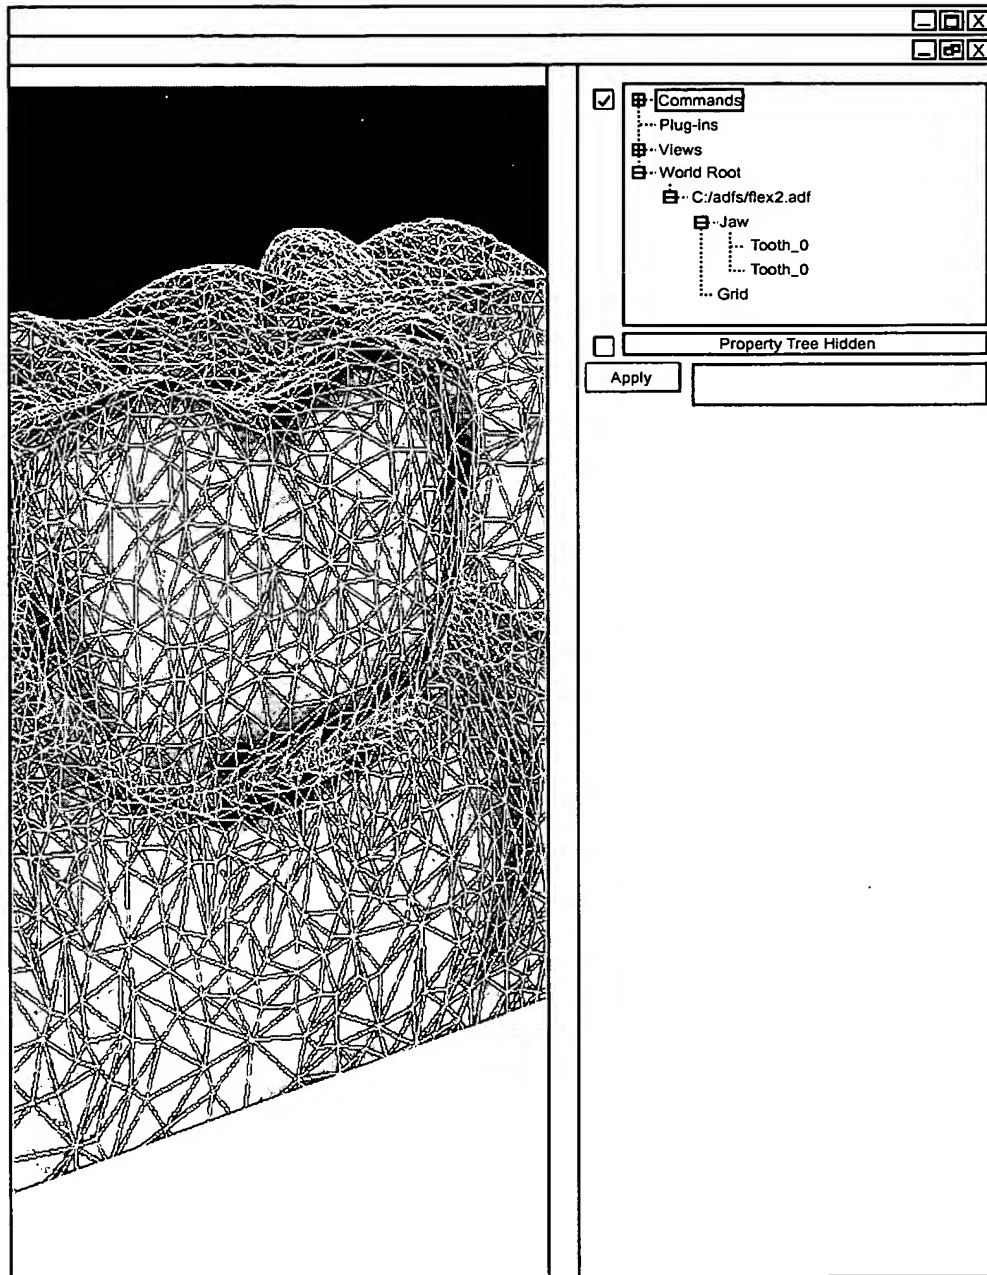 Commands
Plug-ins
Views
World Root
C:/adfs/flex2.adf
Jaw
Tooth_0
Tooth_0
Grid
Property Tree Hidden
Apply